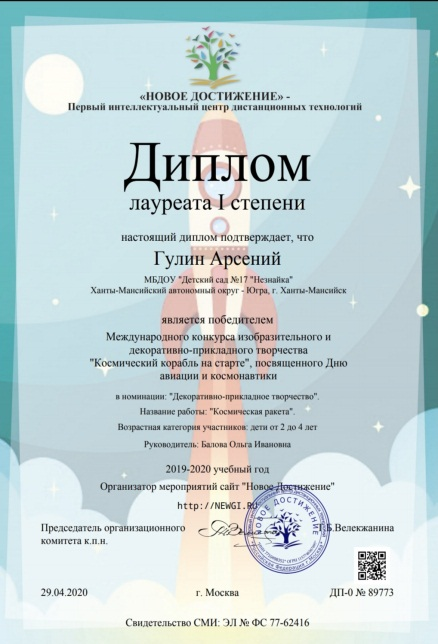 «НОВОЕ ДОСТИЖЕНИЕ» -
Первый интеллектуальный центр дистанционных технологий
Диплом
лауреата I степени
настоящий диплом подтверждает, что
Гулин Арсений
МБДОУ "Детский сад №17 "Незнайка"
Ханты-Мансийский автономный округ - Югра, г. Ханты-Мансийск
является победителем
Международного конкурса изобразительного и
декоративно-прикладного творчества
"Космический корабль на старте", посвященного Дню
авиации и космонавтики
в номинации: "Декоративно-прикладное творчество".
Название работы: "Космическая ракета".
Возрастная категория участников: дети от 2 до 4 лет
Руководитель: Балова Ольга Ивановна
2019-2020 учебный год
Организатор мероприятий сайт "Новое Достижение"
http://NEWGI.RU
Председатель организационного
комитета к.п.н.
Т.Б.Велекжанина
НОВОЕ ДОСТИЖЕНИЕ
29.04.2020 г. Москва ДП-0 № 89773
Свидетельство СМИ: ЭЛ № ФС 77-62416